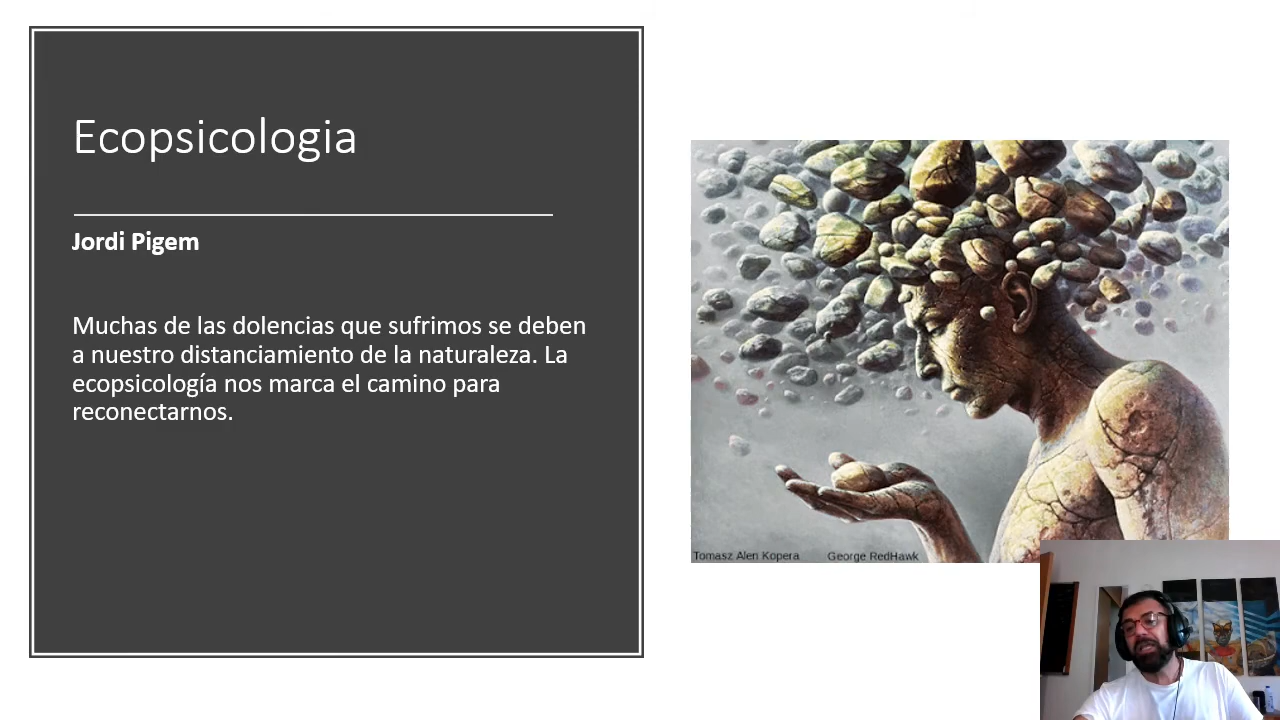 Ecopsicologia
Jordi Pigem
Muchas de las dolencias que sufrimos se deben
a nuestro distanciamiento de la naturaleza. La
ecopsicología nos marca el camino para
reconectarnos.
Tomasz Alen Kopera George RedHawk